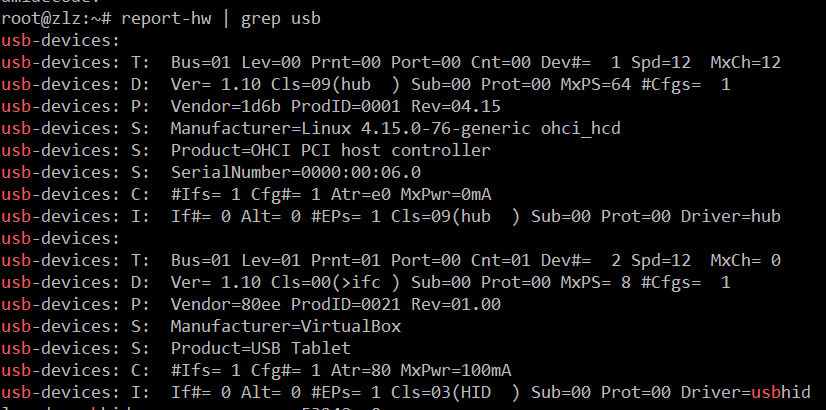 root@zlz:~# report-hw | grep usb
usb-devices:
usb-devices: T:  Bus=01 Lev=00 Prnt=00 Port=00 Cnt=00 Dev#=  1 Spd=12  MxCh=12
usb-devices: D:  Ver= 1.10 Cls=09(hub  ) Sub=00 Prot=00 MxPS=64 #Cfgs=  1
usb-devices: P:  Vendor=1d6b ProdID=0001 Rev=04.15
usb-devices: S:  Manufacturer=Linux 4.15.0-76-generic ohci_hcd
usb-devices: S:  Product=OHCI PCI host controller
usb-devices: S:  SerialNumber=0000:00:06.0
usb-devices: C:  #Ifs= 1 Cfg#= 1 Atr=e0 MxPwr=0mA
usb-devices: I:  If#= 0 Alt= 0 #EPs= 1 Cls=09(hub  ) Sub=00 Prot=00 Driver=hub
usb-devices:
usb-devices: T:  Bus=01 Lev=01 Prnt=01 Port=00 Cnt=01 Dev#=  2 Spd=12  MxCh= 0
usb-devices: D:  Ver= 1.10 Cls=00(>ifc ) Sub=00 Prot=00 MxPS= 8 #Cfgs=  1
usb-devices: P:  Vendor=80ee ProdID=0021 Rev=01.00
usb-devices: S:  Manufacturer=VirtualBox
usb-devices: S:  Product=USB Tablet
usb-devices: C:  #Ifs= 1 Cfg#= 1 Atr=80 MxPwr=100mA
usb-devices: I:  If#= 0 Alt= 0 #EPs= 1 Cls=03(HID  ) Sub=00 Prot=00 Driver=usbhid